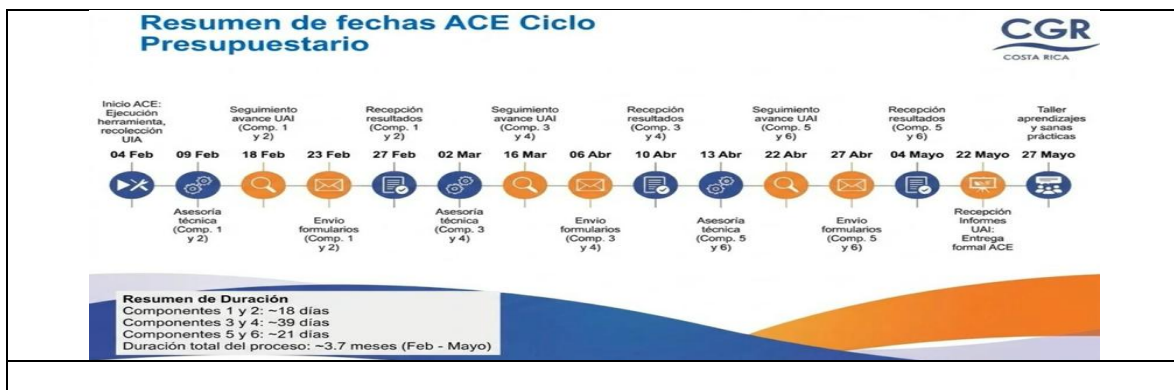 Resumen de fechas ACE Ciclo
Presupuestario
CGR
COSTA RICA
Inicio ACE:
Ejecución
herramienta,
recolección
UIA
Seguimiento
avance UAI
(Comp. 1
y 2)
Recepción
resultados
(Comp. 1
y 2)
Seguimiento
avance UAI
(Comp. 3
y 4)
Recepción
resultados
(Comp. 3
y 4)
Seguimiento
avance UAI
(Comp. 5
y 6)
Recepción
resultados
(Comp. 5
y 6)
Taller
aprendizajes
y sanas
prácticas
04 Feb 09 Feb 18 Feb 23 Feb 27 Feb 02 Mar 16 Mar 06 Abr 10 Abr 13 Abr 22 Abr 27 Abr 04 Mayo 22 Mayo 27 Mayo
Asesoría
técnica
(Comp. 1
y 2)
Envio
formularios
(Comp. 1
y 2)
Asesoría
técnica
(Comp. 3
y 4)
Envio
formularios
(Comp. 3
y 4)
Asesoría
técnica
(Comp. 5
y 6)
Envio
formularios
(Comp. 5
y 6)
Recepción
Informes
UAI:
Entrega
formal ACE
Resumen de Duración
Componentes 1 y 2: ~18 días
Componentes 3 y 4: ~39 días
Componentes 5 y 6: ~21 días
Duración total del proceso: ~3.7 meses (Feb - Mayo)